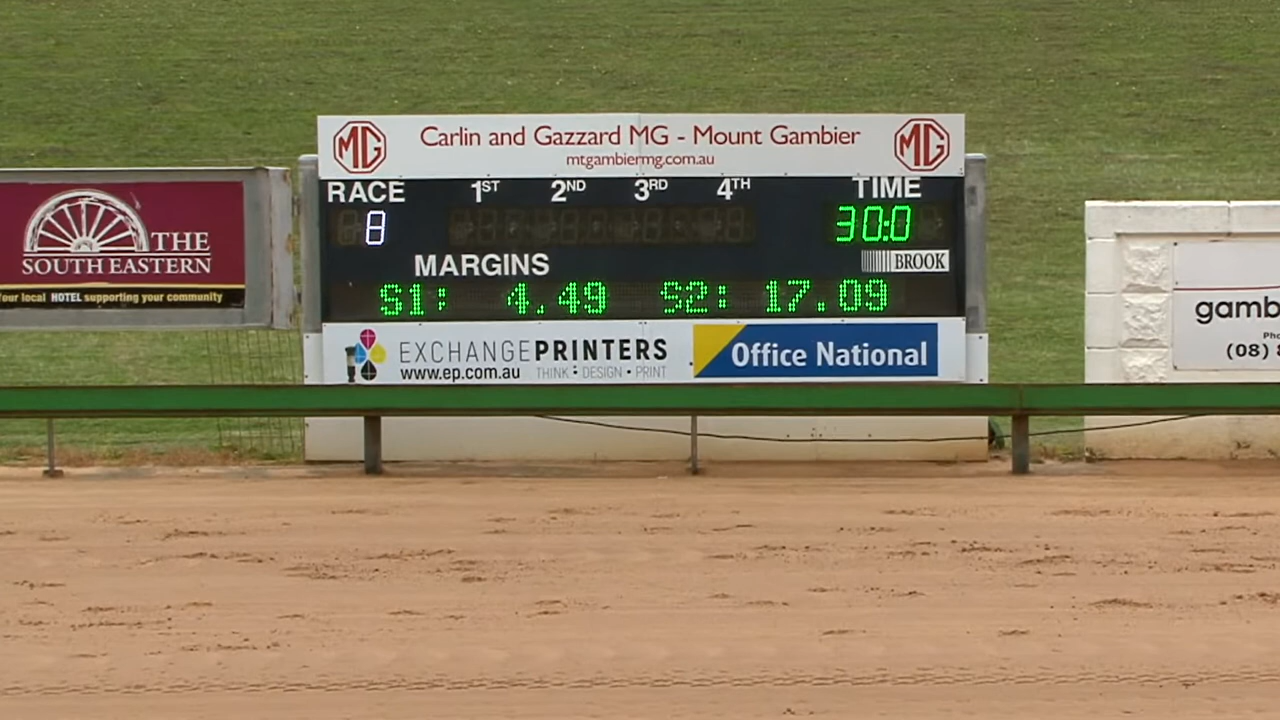 MG Carlin and Gazzard MG - Mount Gambier MG
mtgambiermg.com.au
RACE 1ST 2ND 3RD 4TH TIME
8 30:0
MARGINS BROOK
S1: 4.49 S2: 17.09
EXCHANGEPRINTERS
www.ep.com.au THINK : DESIGN • PRINT
Office National
THE
SOUTH EASTERN
Your local HOTEL supporting your community
gamb
Pho
(08)